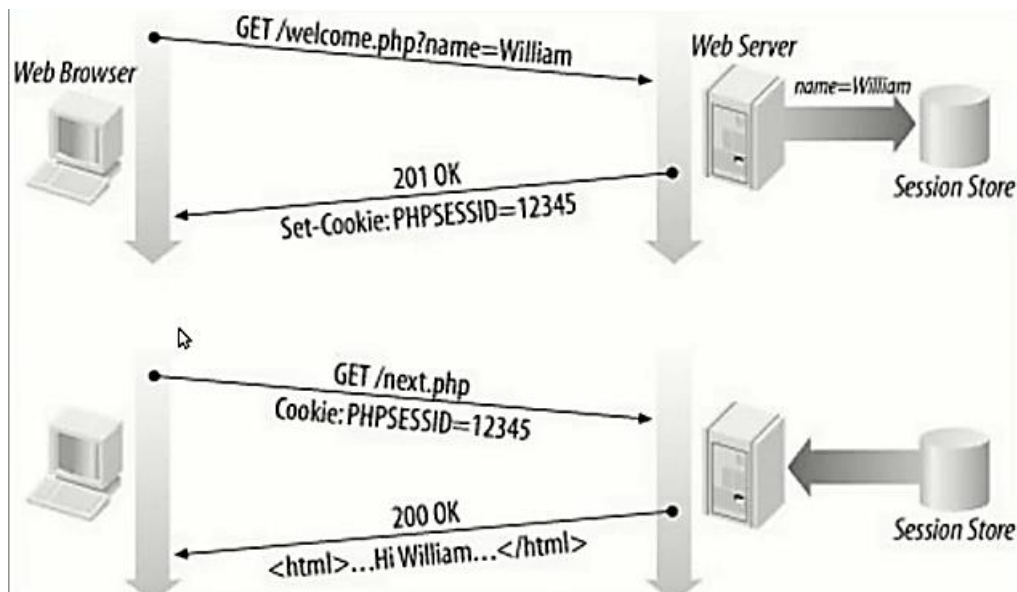 GET /welcome.php?name=William
Web Browser
Web Server
name=William
201 OK
Set-Cookie: PHPSESSID=12345
Session Store
GET /next.php
Cookie: PHPSESSID=12345
200 OK
<html>...Hi William...</html>
Session Store